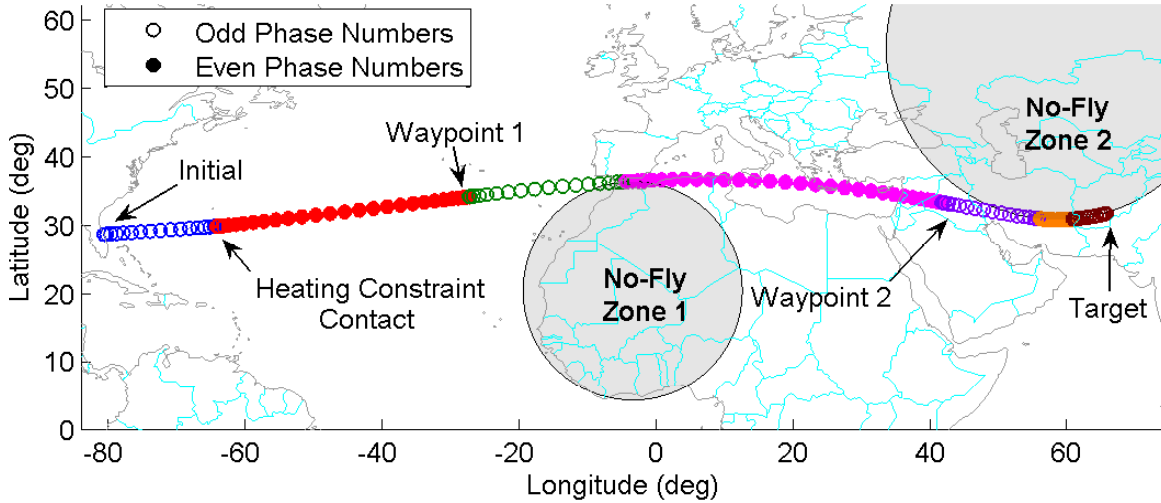 Odd Phase Numbers
Even Phase Numbers
Initial
Waypoint 1
Heating Constraint
Contact
No-Fly
Zone 1
No-Fly
Zone 2
Waypoint 2
Target
Latitude (deg)
60
50
40
30
20
10
0
-80
-60
-40
-20
0
20
40
60
Longitude (deg)